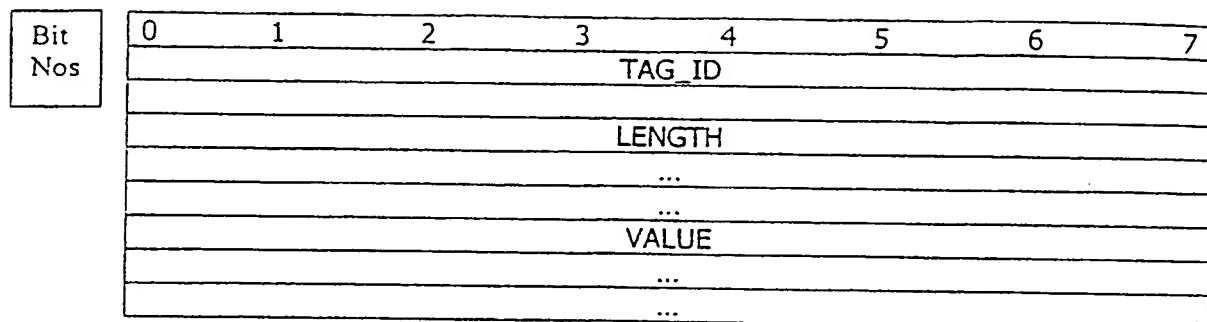 Bit
Nos
0 1 2 3 4 5 6 7
TAG_ID
LENGTH
...
...
VALUE
...
...